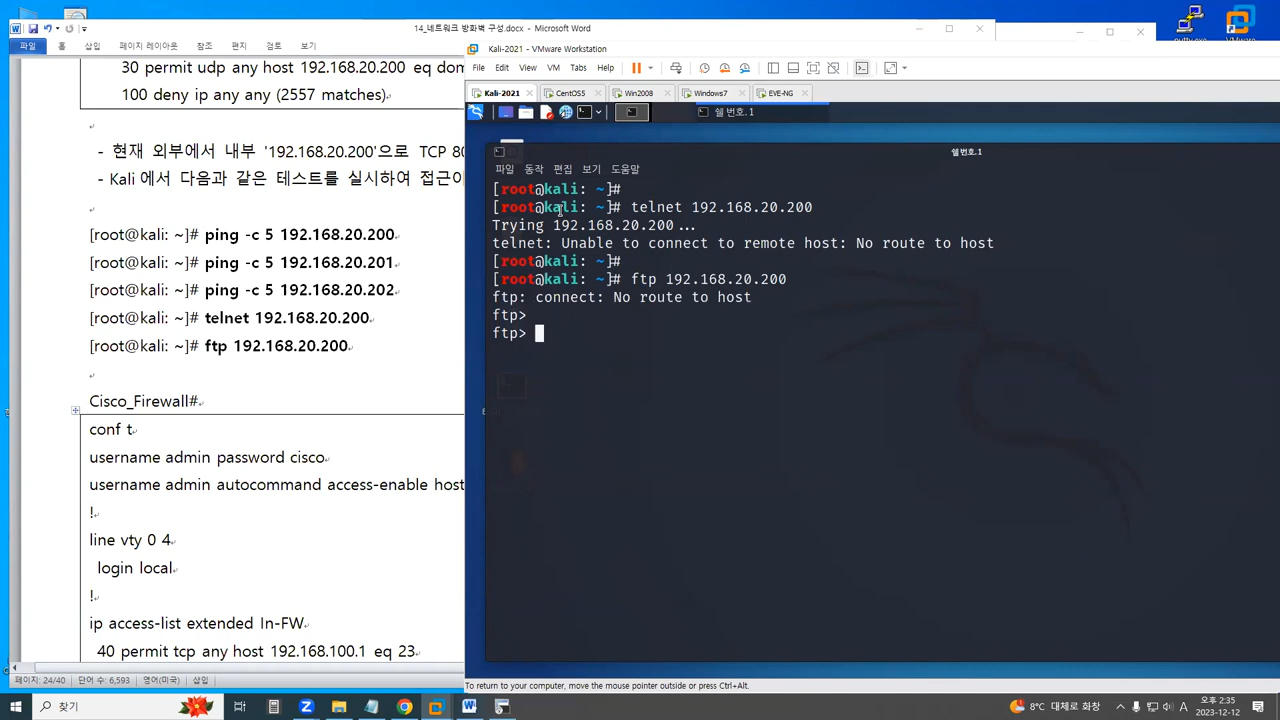 14_네트워크 방화벽 구성.docx - Microsoft Word
파일 홈 삽입 페이지 레이아웃 참조 편지 검토 보기
30 permit udp any host 192.168.20.200 eq dom
100 deny ip any any (2557 matches)
- 현재 외부에서 내부 '192.168.20.200'으로 TCP 80
- Kali에서 다음과 같은 테스트를 실시하여 접근이
[root@kali: ~]# ping -c 5 192.168.20.200
[root@kali: ~]# ping -c 5 192.168.20.201
[root@kali: ~]# ping -c 5 192.168.20.202
[root@kali: ~]# telnet 192.168.20.200
[root@kali: ~]# ftp 192.168.20.200
Cisco_Firewall#
conf t
username admin password cisco
username admin autocommand access-enable host
!
line vty 0 4
login local
!
ip access-list extended In-FW
40 permit tcp any host 192.168.100.1 eq 23
페이지: 24/40 단어 수: 6,593 영어(미국) 삽입
putty.exe
VMware
Kali-2021 - VMware Workstation
File Edit View VM Tabs Help
Kali-2021 CentOS5 Win2008 Windows7 EVE-NG
쉘 번호. 1
쉘 번호.1
파일 동작 편집 보기 도움말
[root@kali: ~]#
[root@kali: ~]# telnet 192.168.20.200
Trying 192.168.20.200...
telnet: Unable to connect to remote host: No route to host
[root@kali: ~]#
[root@kali: ~]# ftp 192.168.20.200
ftp: connect: No route to host
ftp>
ftp>
To return to your computer, move the mouse pointer outside or press Ctrl+Alt.
찾기
8°C 대체로 화창
A
오후 2:35
2023-12-12